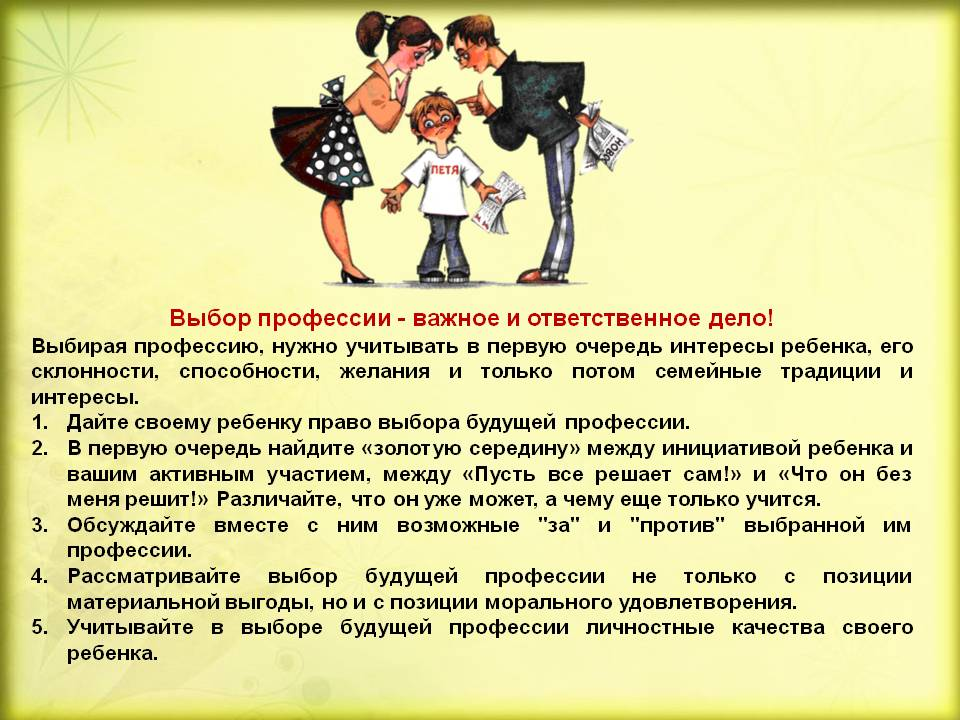 ПЕТЯ
НОВОС
Выбор профессии - важное и ответственное дело!
Выбирая профессию, нужно учитывать в первую очередь интересы ребенка, его
склонности, способности, желания и только потом семейные традиции и
интересы.
1. Дайте своему ребенку право выбора будущей профессии.
2. В первую очередь найдите «золотую середину» между инициативой ребенка и
вашим активным участием, между «Пусть все решает сам!» и «Что он без
меня решит!» Различайте, что он уже может, а чему еще только учится.
3. Обсуждайте вместе с ним возможные "за" и "против" выбранной им
профессии.
4. Рассматривайте выбор будущей профессии не только с позиции
материальной выгоды, но и с позиции морального удовлетворения.
5. Учитывайте в выборе будущей профессии личностные качества своего
ребенка.